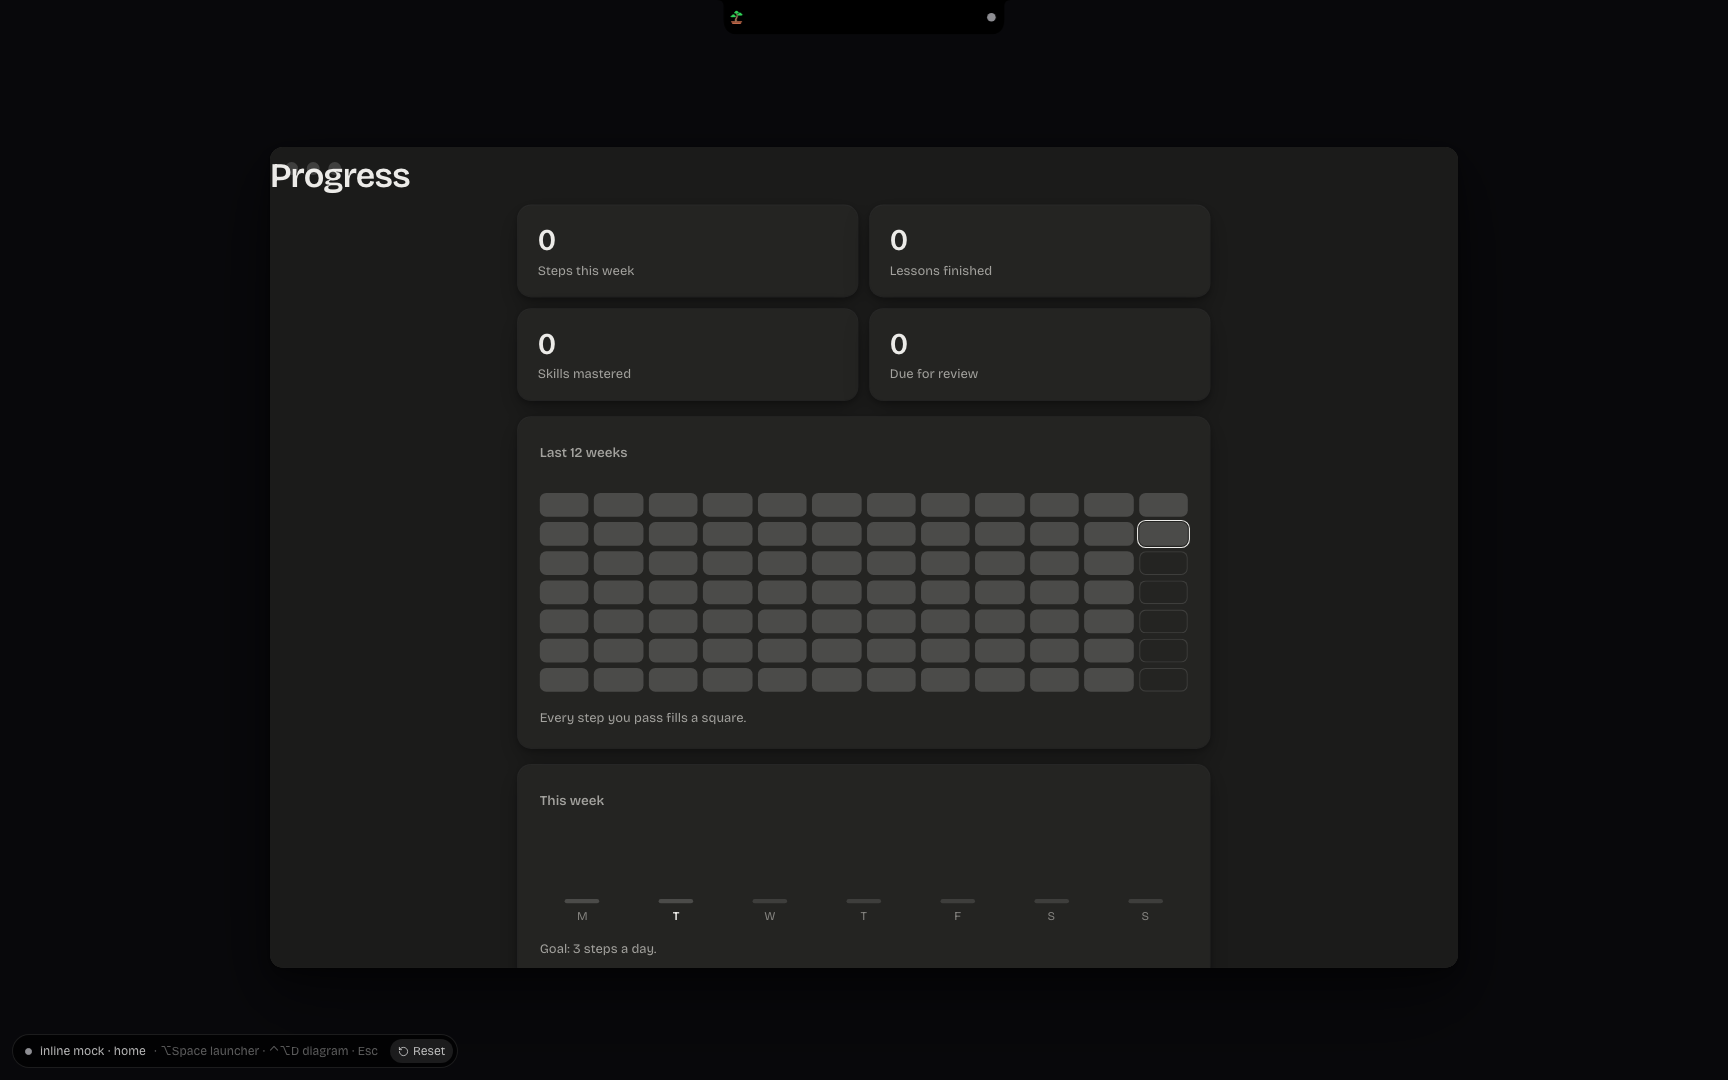 Progress
0
Steps this week
0
Lessons finished
0
Skills mastered
0
Due for review
Last 12 weeks
Every step you pass fills a square.
This week
M T W T F S S
Goal: 3 steps a day.
inline mock · home · ⌥Space launcher · ^⌥D diagram · Esc Reset